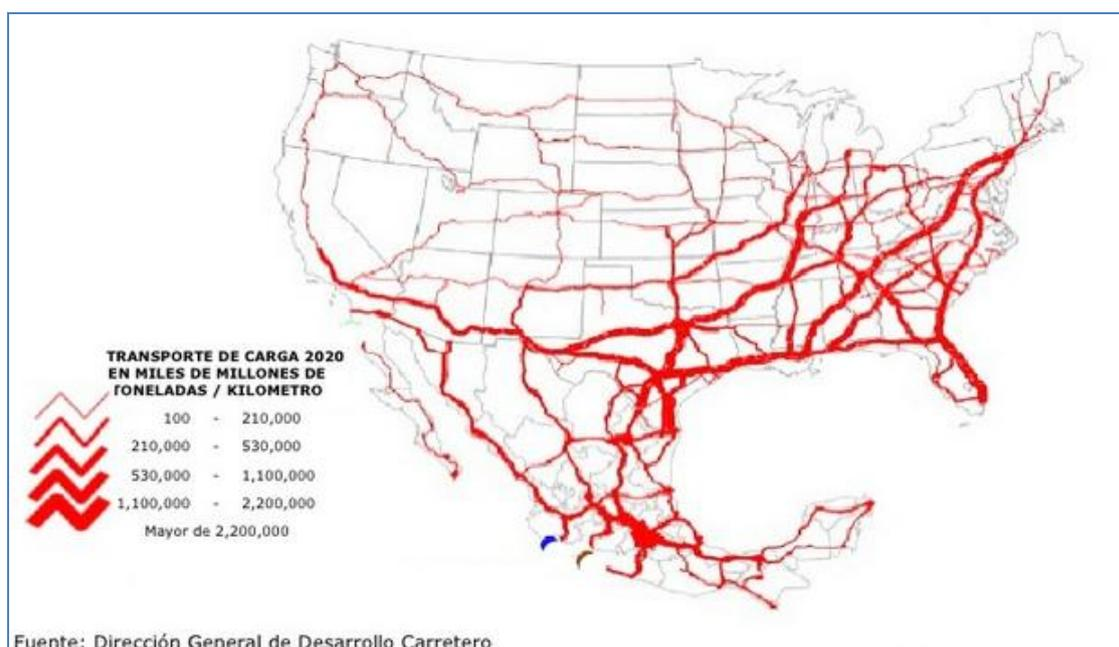 TRANSPORTE DE CARGA 2020
EN MILES DE MILLONES DE
TONELADAS / KILOMETRO
100 - 210,000
210,000 - 530,000
530,000 - 1,100,000
1,100,000 - 2,200,000
Mayor de 2,200,000
Fuente: Dirección General de Desarrollo Carretero